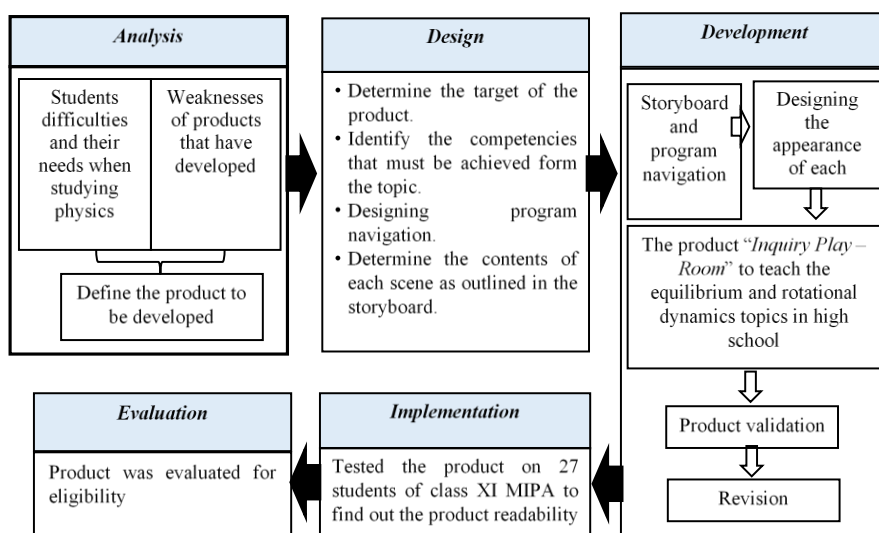 Analysis
Students
difficulties
and their
needs when
studying
physics
Weaknesses
of products
that have
developed
Define the product to
be developed
Design
• Determine the target of the
product.
• Identify the competencies
that must be achieved form
the topic.
• Designing program
navigation.
• Determine the contents of
each scene as outlined in the
storyboard.
Development
Storyboard
and
program
navigation
Designing
the
appearance
of each
The product “Inquiry Play –
Room” to teach the
equilibrium and rotational
dynamics topics in high
school
Product validation
Revision
Implementation
Tested the product on 27
students of class XI MIPA to
find out the product readability
Evaluation
Product was evaluated for
eligibility